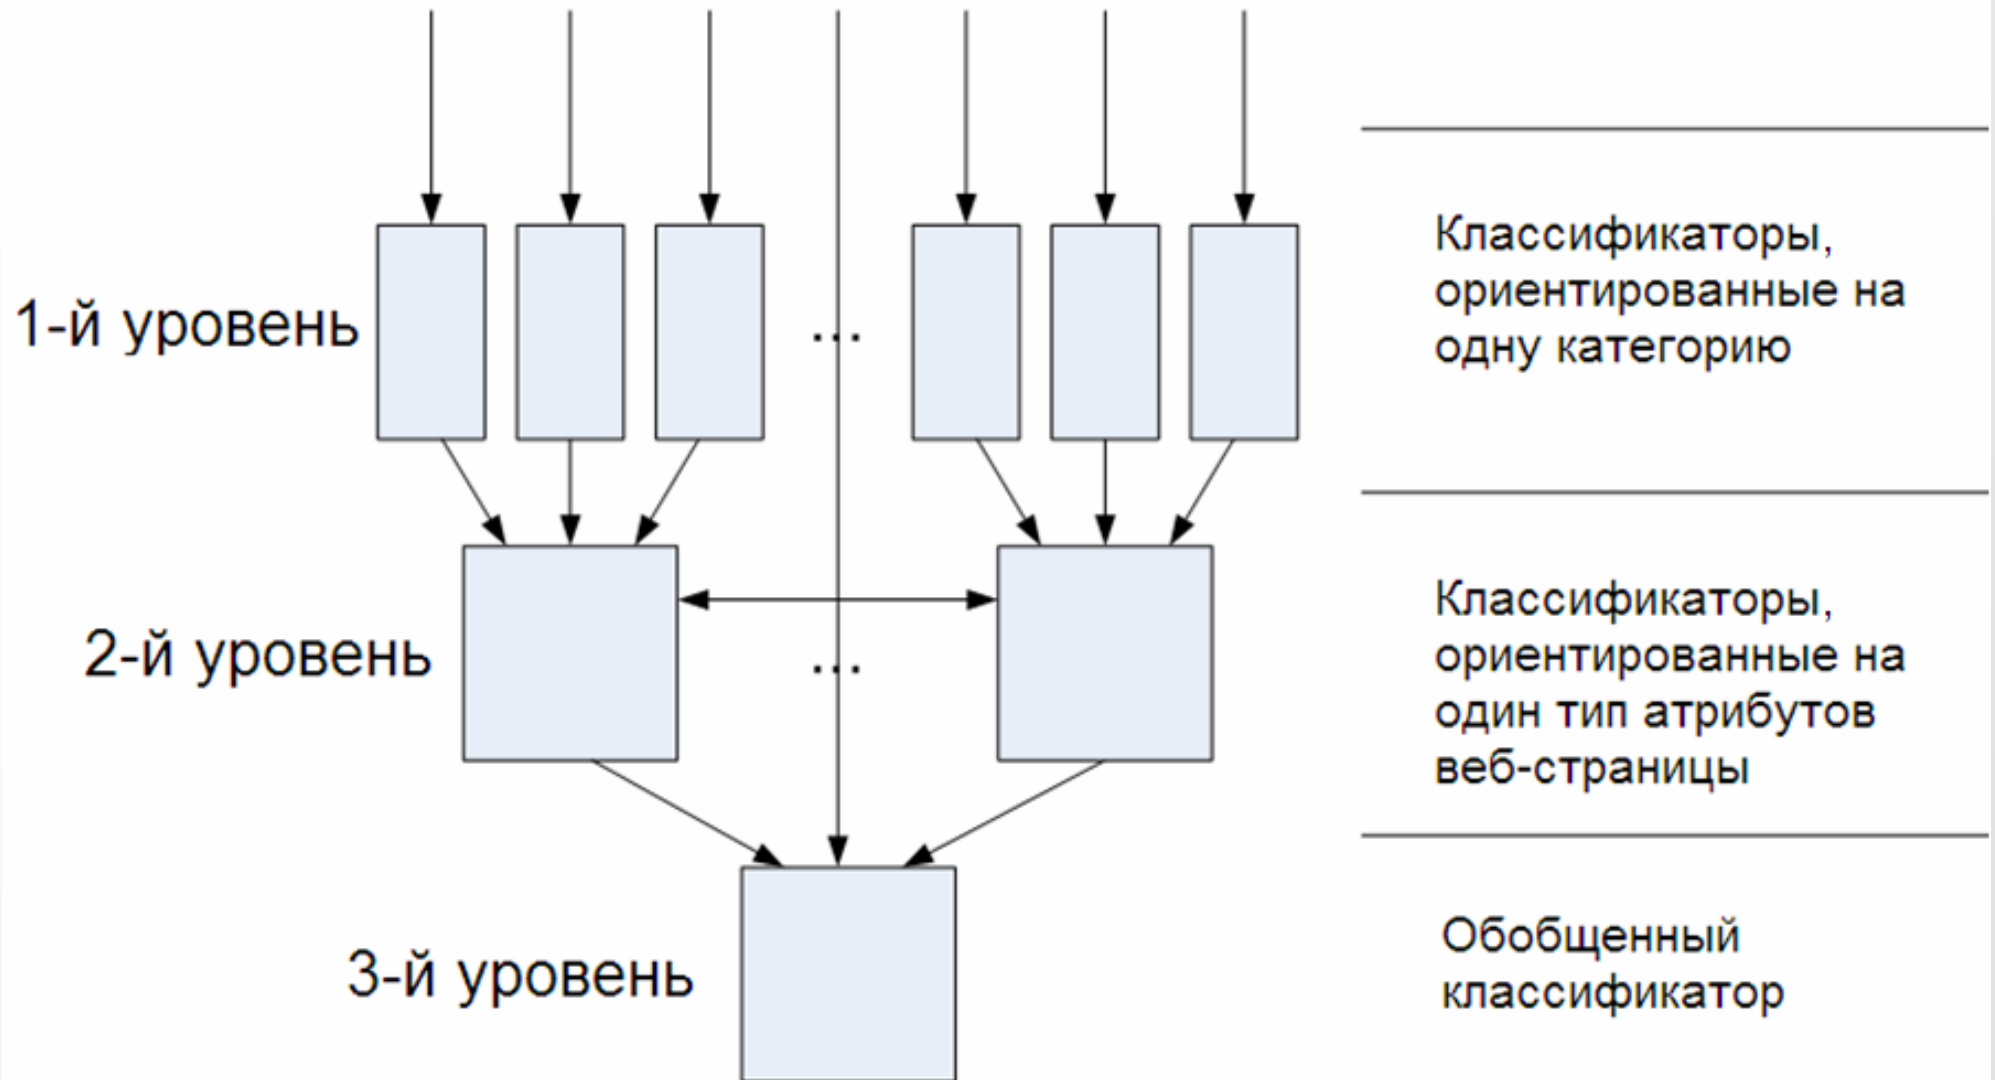 1-й уровень
...
Классификаторы,
ориентированные на
одну категорию
2-й уровень
...
Классификаторы,
ориентированные на
один тип атрибутов
веб-страницы
3-й уровень
Обобщенный
классификатор